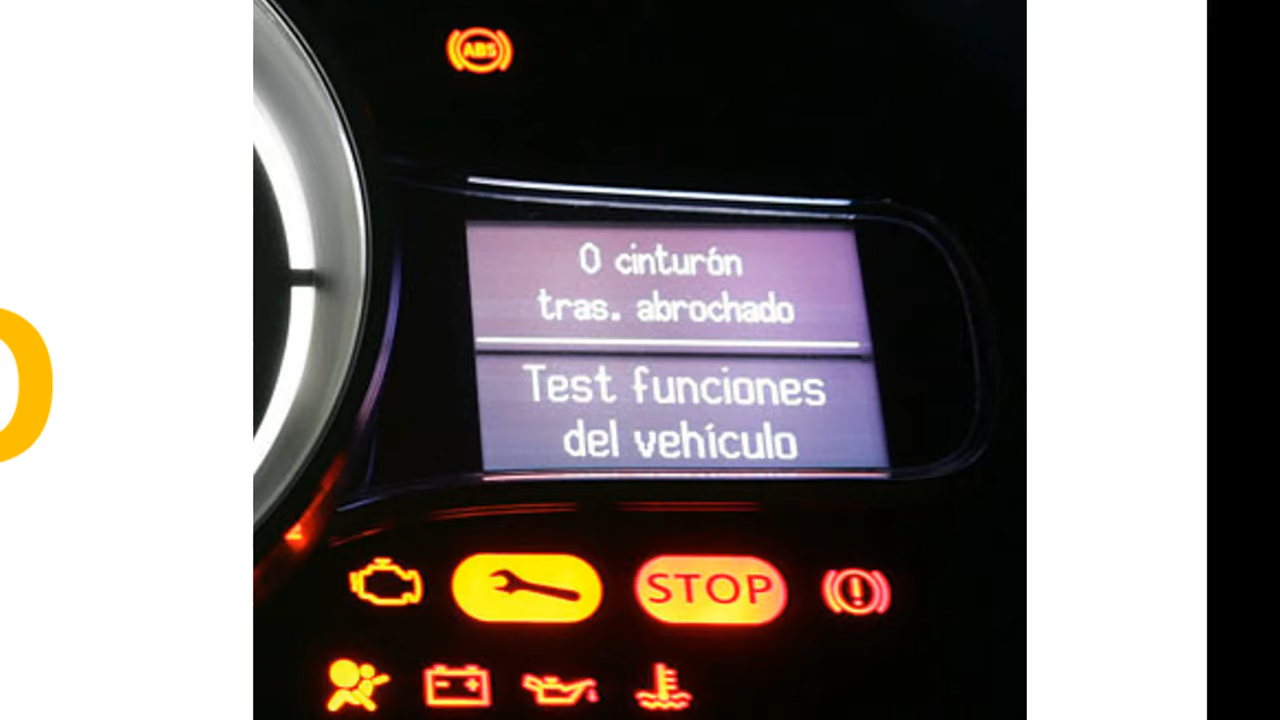 ABS
0 cinturón
tras. abrochado
Test funciones
del vehículo
STOP